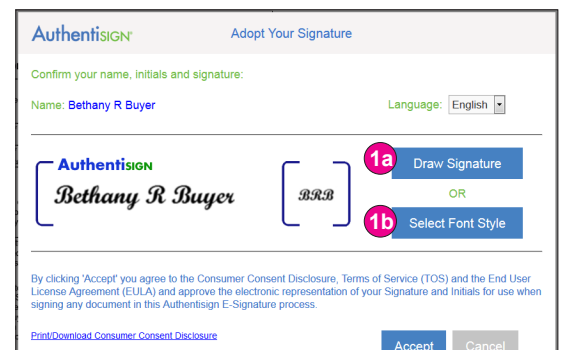 AuthentiSIGN® Adopt Your Signature
Confirm your name, initials and signature:
Name: Bethany R Buyer Language: English
AuthentiSIGN
Bethany R Buyer BRB
1a Draw Signature
OR
1b Select Font Style
By clicking 'Accept' you agree to the Consumer Consent Disclosure, Terms of Service (TOS) and the End User
License Agreement (EULA) and approve the electronic representation of your Signature and Initials for use when
signing any document in this Authentisign E-Signature process.
Print/Download Consumer Consent Disclosure
Accept Cancel